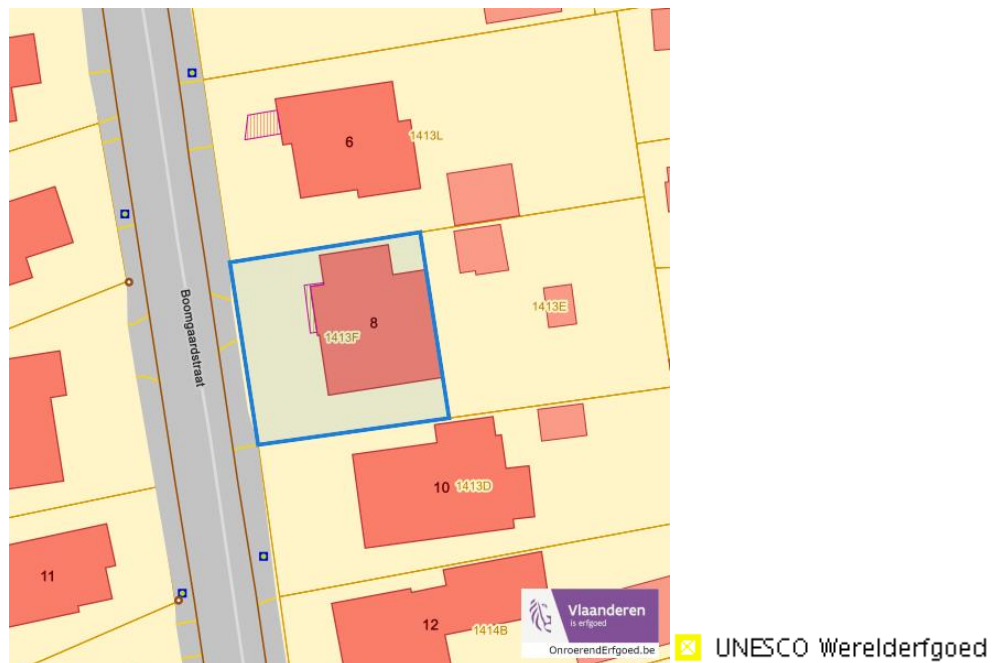 6
1413L
Boomgaardstraat
8
1413F
1413E
10
1413D
11
12
1414B
Vlaanderen
is erfgoed
OnroerendErfgoed.be
UNESCO Werelderfgoed